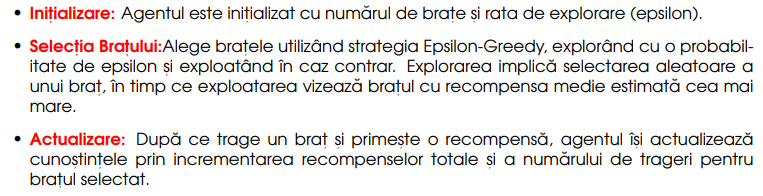 • Inițializare: Agentul este inițializat cu numărul de brațe și rata de explorare (epsilon).
• Selecția Brațului:Alege brațele utilizând strategia Epsilon-Greedy, explorând cu o probabil-
itate de epsilon și exploatând în caz contrar. Explorarea implică selectarea aleatoare a
unui braț, în timp ce exploatarea vizează brațul cu recompensa medie estimată cea mai
mare.
• Actualizare: După ce trage un braț și primește o recompensă, agentul își actualizează
cunoștințele prin incrementarea recompenselor totale și a numărului de trageri pentru
brațul selectat.